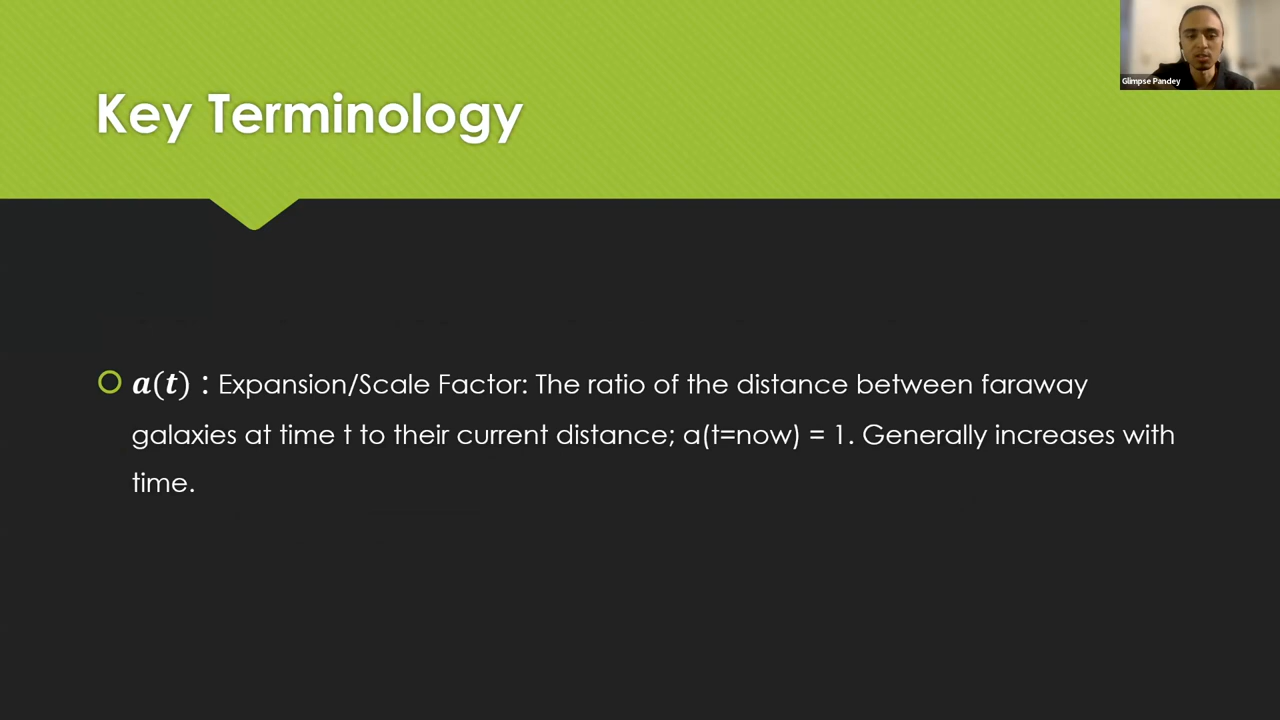 Glimpse Pandey
Key Terminology
a(t) : Expansion/Scale Factor: The ratio of the distance between faraway
galaxies at time t to their current distance; a(t=now) = 1. Generally increases with
time.